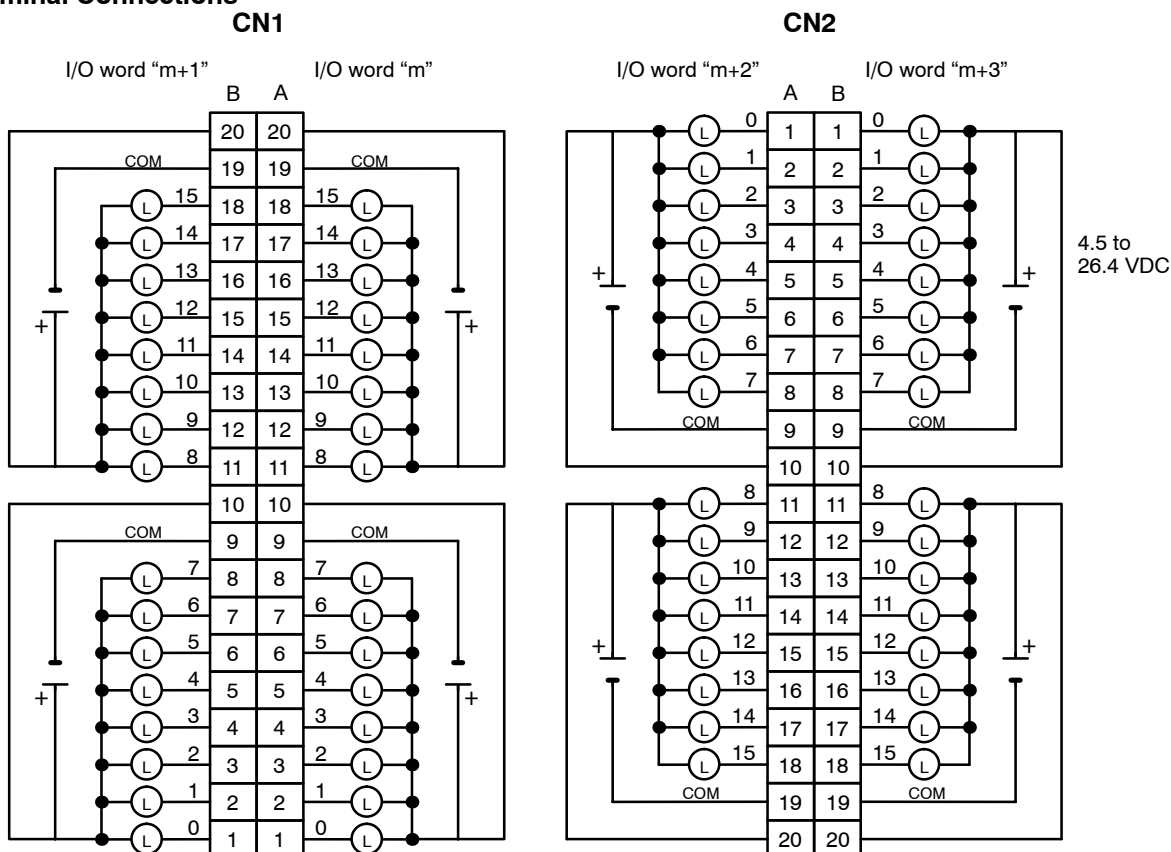 minal Connections
CN1
I/O word “m+1” I/O word “m”
B A
20 20
COM 19 19 COM
L 15 18 18 15 L
L 14 17 17 14 L
L 13 16 16 13 L
L 12 15 15 12 L
+ +
L 11 14 14 11 L
L 10 13 13 10 L
L 9 12 12 9 L
L 8 11 11 8 L
10 10
COM 9 9 COM
L 7 8 8 7 L
L 6 7 7 6 L
L 5 6 6 5 L
L 4 5 5 4 L
+ +
L 3 4 4 3 L
L 2 3 3 2 L
L 1 2 2 1 L
L 0 1 1 0 L
CN2
I/O word “m+2” I/O word “m+3”
A B
L 0 1 1 0 L
L 1 2 2 1 L
L 2 3 3 2 L
L 3 4 4 3 L
+ L 4 5 5 4 L +
L 5 6 6 5 L
L 6 7 7 6 L
L 7 8 8 7 L
COM 9 9 COM
10 10
L 8 11 11 8 L
L 9 12 12 9 L
L 10 13 13 10 L
L 11 14 14 11 L
+ L 12 15 15 12 L +
L 13 16 16 13 L
L 14 17 17 14 L
L 15 18 18 15 L
COM 19 19 COM
20 20
4.5 to
26.4 VDC